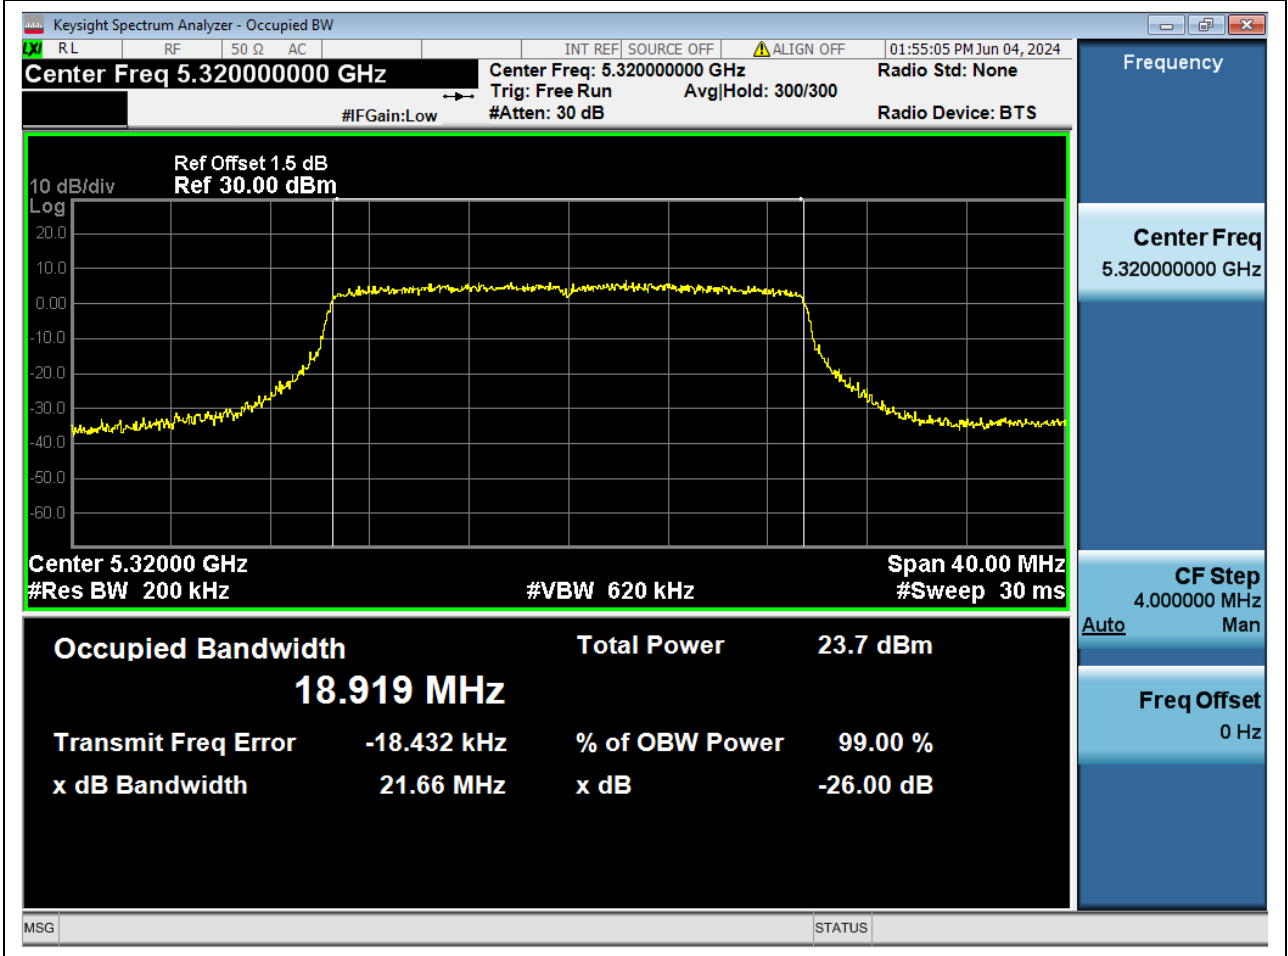 Keysight Spectrum Analyzer - Occupied BW
LXI RL RF 50 Ω AC INT REF SOURCE OFF ALIGN OFF 01:55:05 PM Jun 04, 2024
Center Freq 5.320000000 GHz
Center Freq: 5.320000000 GHz
Radio Std: None
Trig: Free Run Avg|Hold: 300/300
#IFGain:Low
#Atten: 30 dB
Radio Device: BTS
Ref Offset 1.5 dB
10 dB/div Ref 30.00 dBm
Log
20.0
10.0
0.00
-10.0
-20.0
-30.0
-40.0
-50.0
-60.0
Center 5.32000 GHz Span 40.00 MHz
#Res BW 200 kHz #VBW 620 kHz #Sweep 30 ms
Occupied Bandwidth Total Power 23.7 dBm
18.919 MHz
Transmit Freq Error -18.432 kHz % of OBW Power 99.00 %
x dB Bandwidth 21.66 MHz x dB -26.00 dB
Frequency
Center Freq
5.320000000 GHz
CF Step
4.000000 MHz
Auto Man
Freq Offset
0 Hz
MSG STATUS